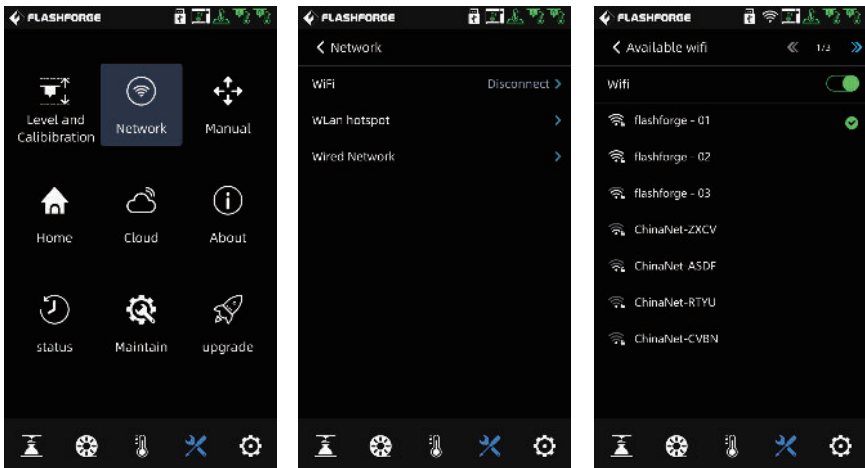 FLASHFORGE
Level and
Calibibration
Network
Manual
Home
Cloud
About
status
Maintain
upgrade
FLASHFORGE
Network
WiFi
Disconnect
WLan hotspot
Wired Network
FLASHFORGE
Available wifi
1/3
Wifi
flashforge - 01
flashforge - 02
flashforge - 03
ChinaNet-ZXCV
ChinaNet-ASDF
ChinaNet-RTYU
ChinaNet-CVBN